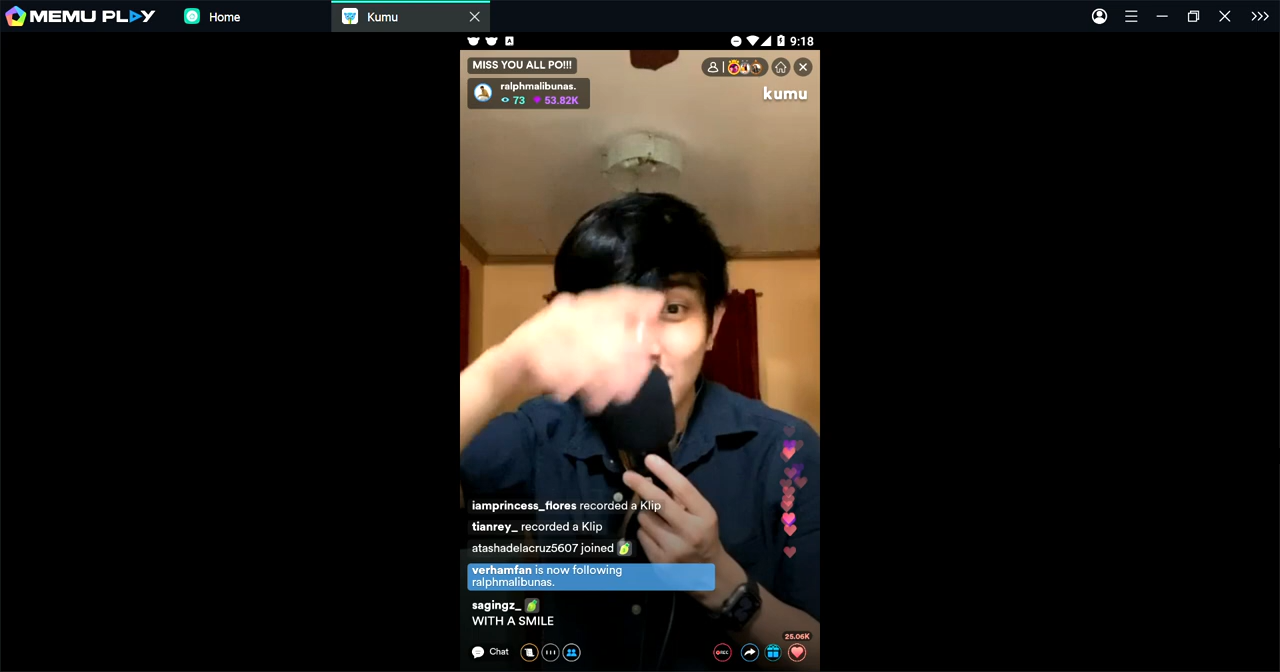 MEMU PLAY
Home
Kumu
A
9:18
MISS YOU ALL PO!!!
ralphmalibunas.
73
53.82K
kumu
iamprincess_flores recorded a Klip
tianrey_ recorded a Klip
atashadelacruz5607 joined
verhamfan is now following
ralphmalibunas.
sagingz_
WITH A SMILE
Chat
25.06K